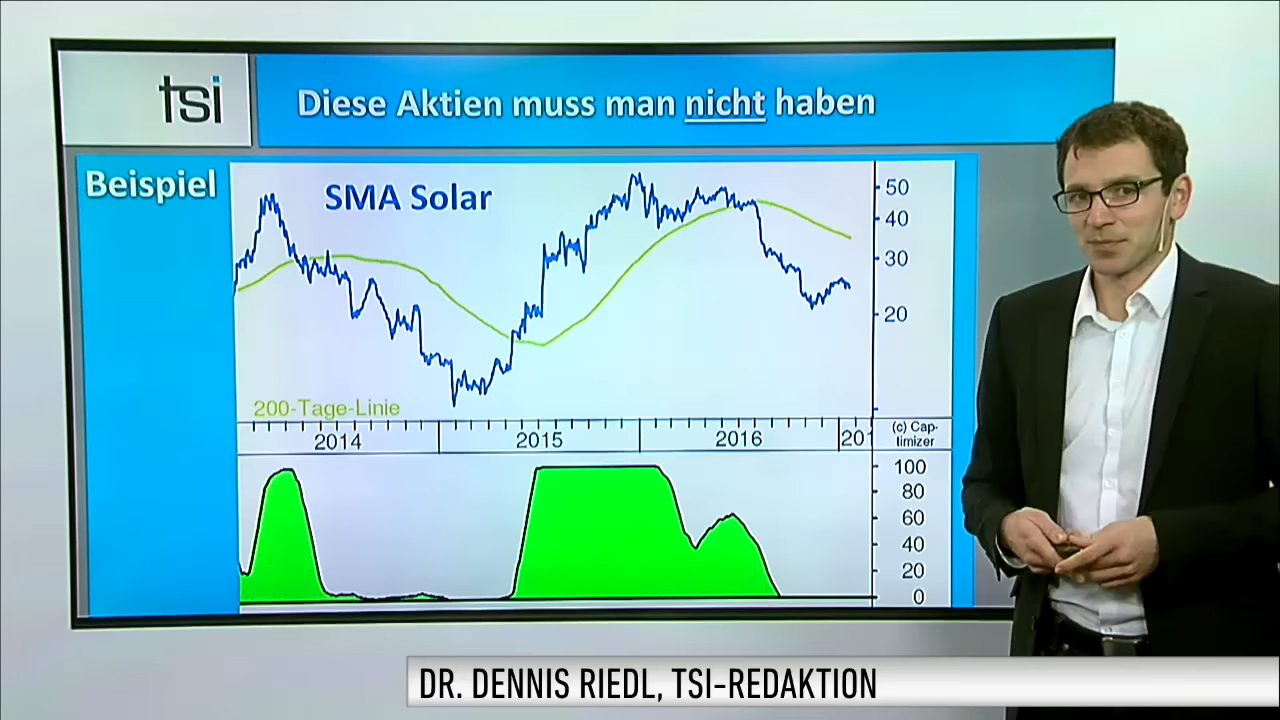 tsi
Diese Aktien muss man nicht haben
Beispiel
SMA Solar
50
40
30
20
200-Tage-Linie
2014
2015
2016
201
(c) Cap-
timizer
100
80
60
40
20
0
DR. DENNIS RIEDL, TSI-REDAKTION